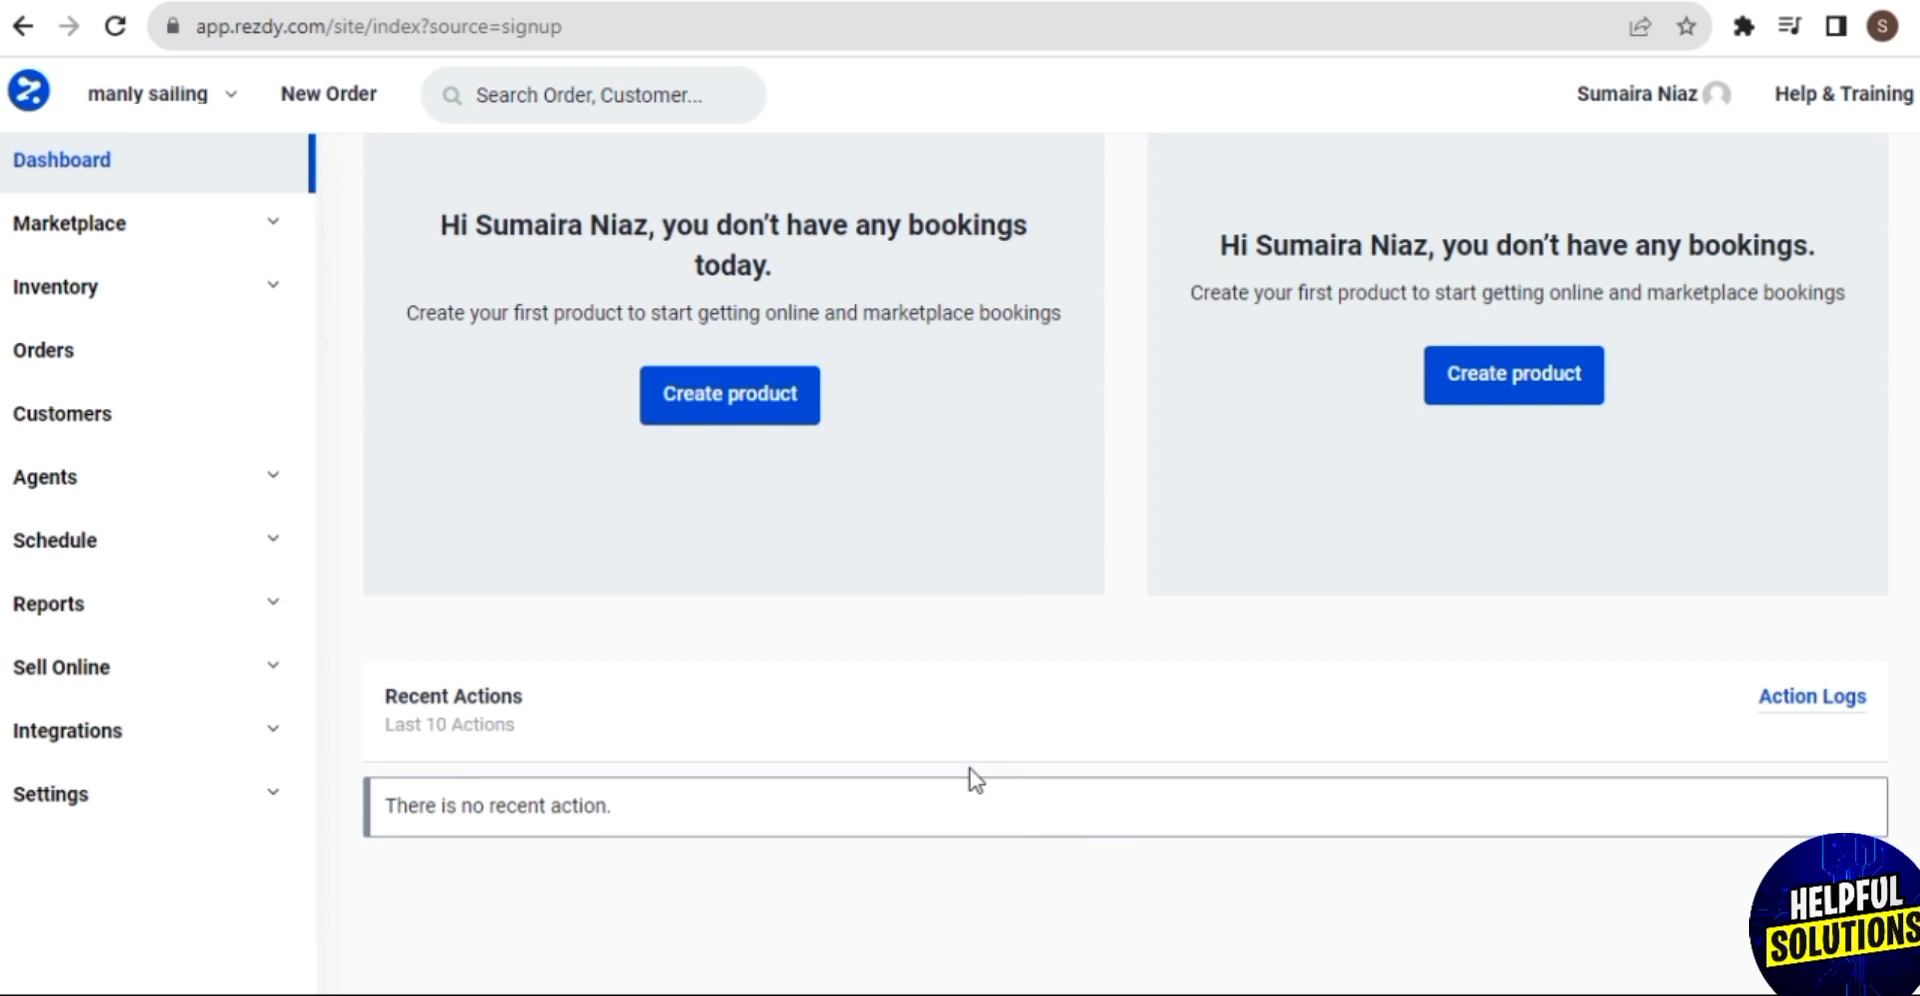 app.rezdy.com/site/index?source=signup
S
manly sailing
New Order
Search Order, Customer...
Sumaira Niaz
Help & Training
Dashboard
Marketplace
Inventory
Orders
Customers
Agents
Schedule
Reports
Sell Online
Integrations
Settings
Hi Sumaira Niaz, you don't have any bookings
today.
Create your first product to start getting online and marketplace bookings
Create product
Hi Sumaira Niaz, you don't have any bookings.
Create your first product to start getting online and marketplace bookings
Create product
Recent Actions
Last 10 Actions
Action Logs
There is no recent action.
HELPFUL
SOLUTIONS